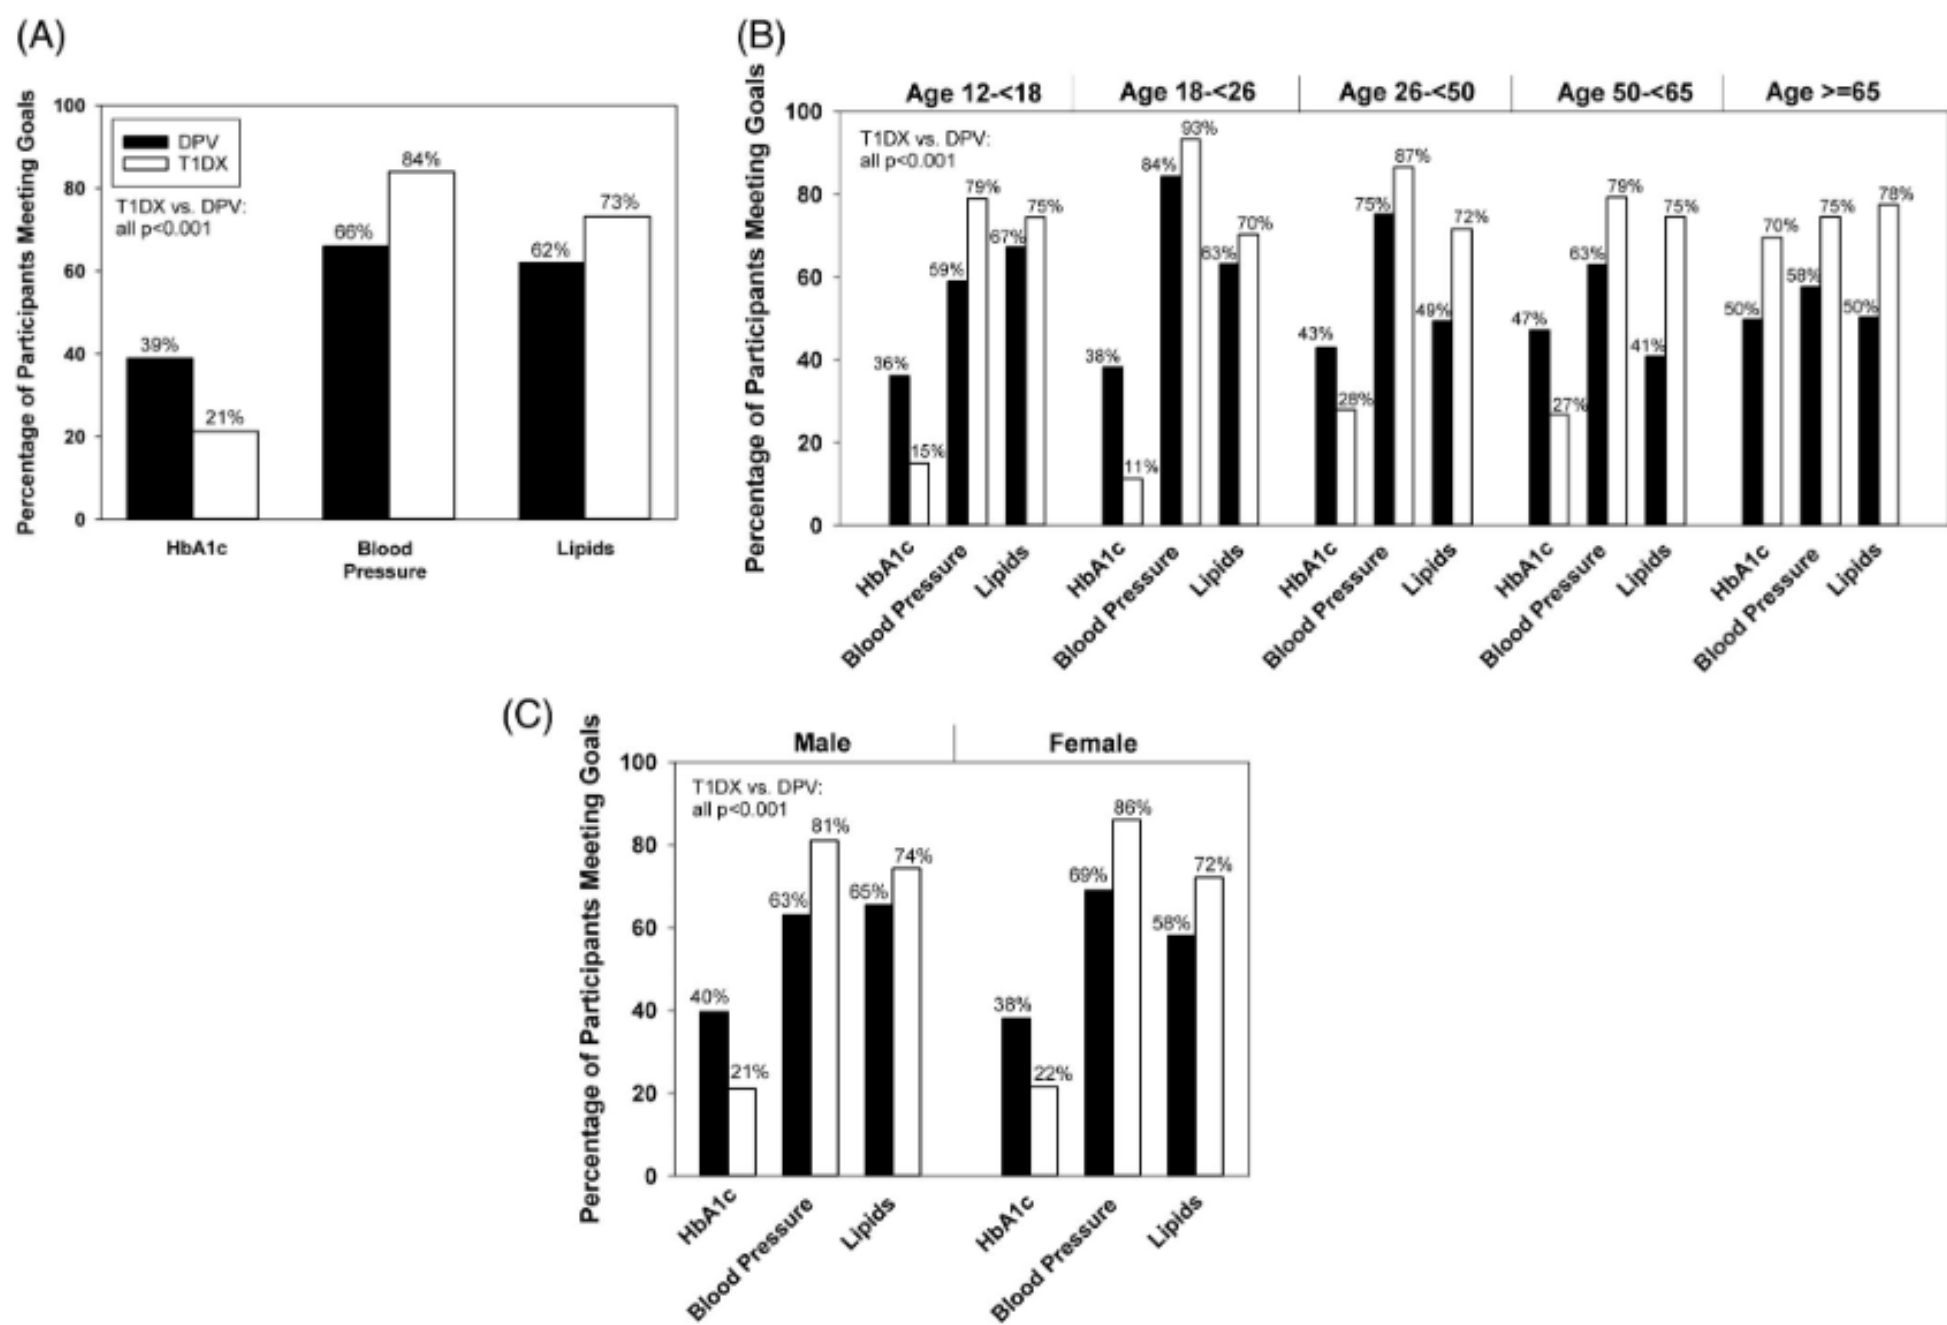 (A)
Percentage of Participants Meeting Goals
100
80
60
40
20
0
DPV
T1DX
T1DX vs. DPV:
all p<0.001
39%
21%
66%
84%
62%
73%
HbA1c
Blood
Pressure
Lipids
(B)
Percentage of Participants Meeting Goals
Age 12-<18
Age 18-<26
Age 26-<50
Age 50-<65
Age >=65
100
80
60
40
20
0
T1DX vs. DPV:
all p<0.001
36%
15%
59%
79%
67%
75%
38%
11%
84%
93%
63%
70%
43%
28%
75%
87%
49%
72%
47%
27%
63%
79%
41%
75%
50%
70%
58%
75%
50%
78%
HbA1c
Blood Pressure
Lipids
HbA1c
Blood Pressure
Lipids
HbA1c
Blood Pressure
Lipids
HbA1c
Blood Pressure
Lipids
HbA1c
Blood Pressure
Lipids
(C)
Percentage of Participants Meeting Goals
Male
Female
100
80
60
40
20
0
T1DX vs. DPV:
all p<0.001
40%
21%
63%
81%
65%
74%
38%
22%
69%
86%
58%
72%
HbA1c
Blood Pressure
Lipids
HbA1c
Blood Pressure
Lipids